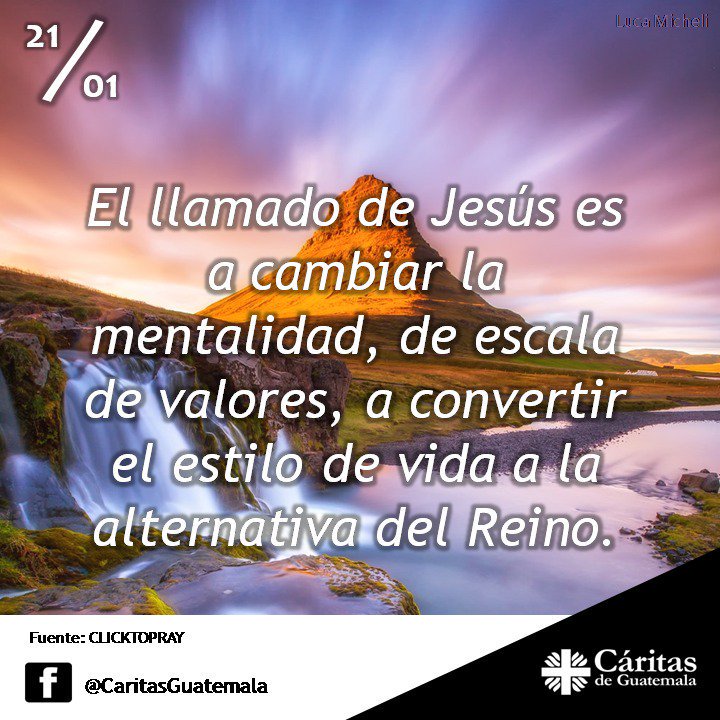 21/01
Luca Micheli
El llamado de Jesús es
a cambiar la
mentalidad, de escala
de valores, a convertir
el estilo de vida a la
alternativa del Reino.
Fuente: CLICKTOPRAY
@CaritasGuatemala
Cáritas
de Guatemala